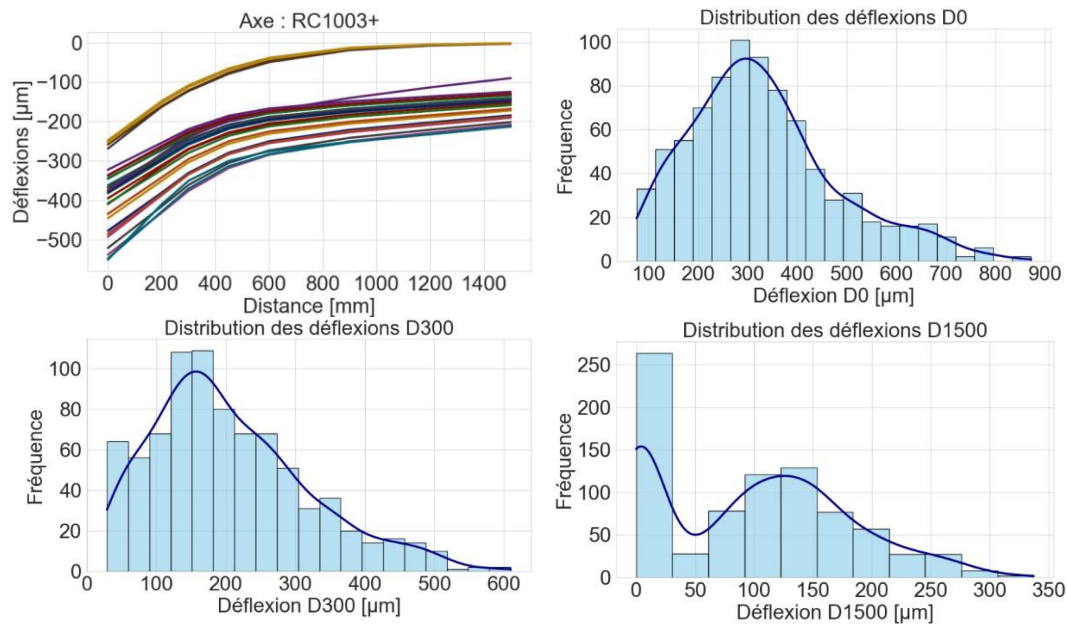 Axe : RC1003+
0
−100
−200
−300
−400
−500
Déflexions [µm]
0 200 400 600 800 1000 1200 1400
Distance [mm]
Distribution des déflexions D0
100
80
60
40
20
0
Fréquence
100 200 300 400 500 600 700 800 900
Déflexion D0 [µm]
Distribution des déflexions D300
100
80
60
40
20
0
Fréquence
0 100 200 300 400 500 600
Déflexion D300 [µm]
Distribution des déflexions D1500
250
200
150
100
50
0
Fréquence
0 50 100 150 200 250 300 350
Déflexion D1500 [µm]